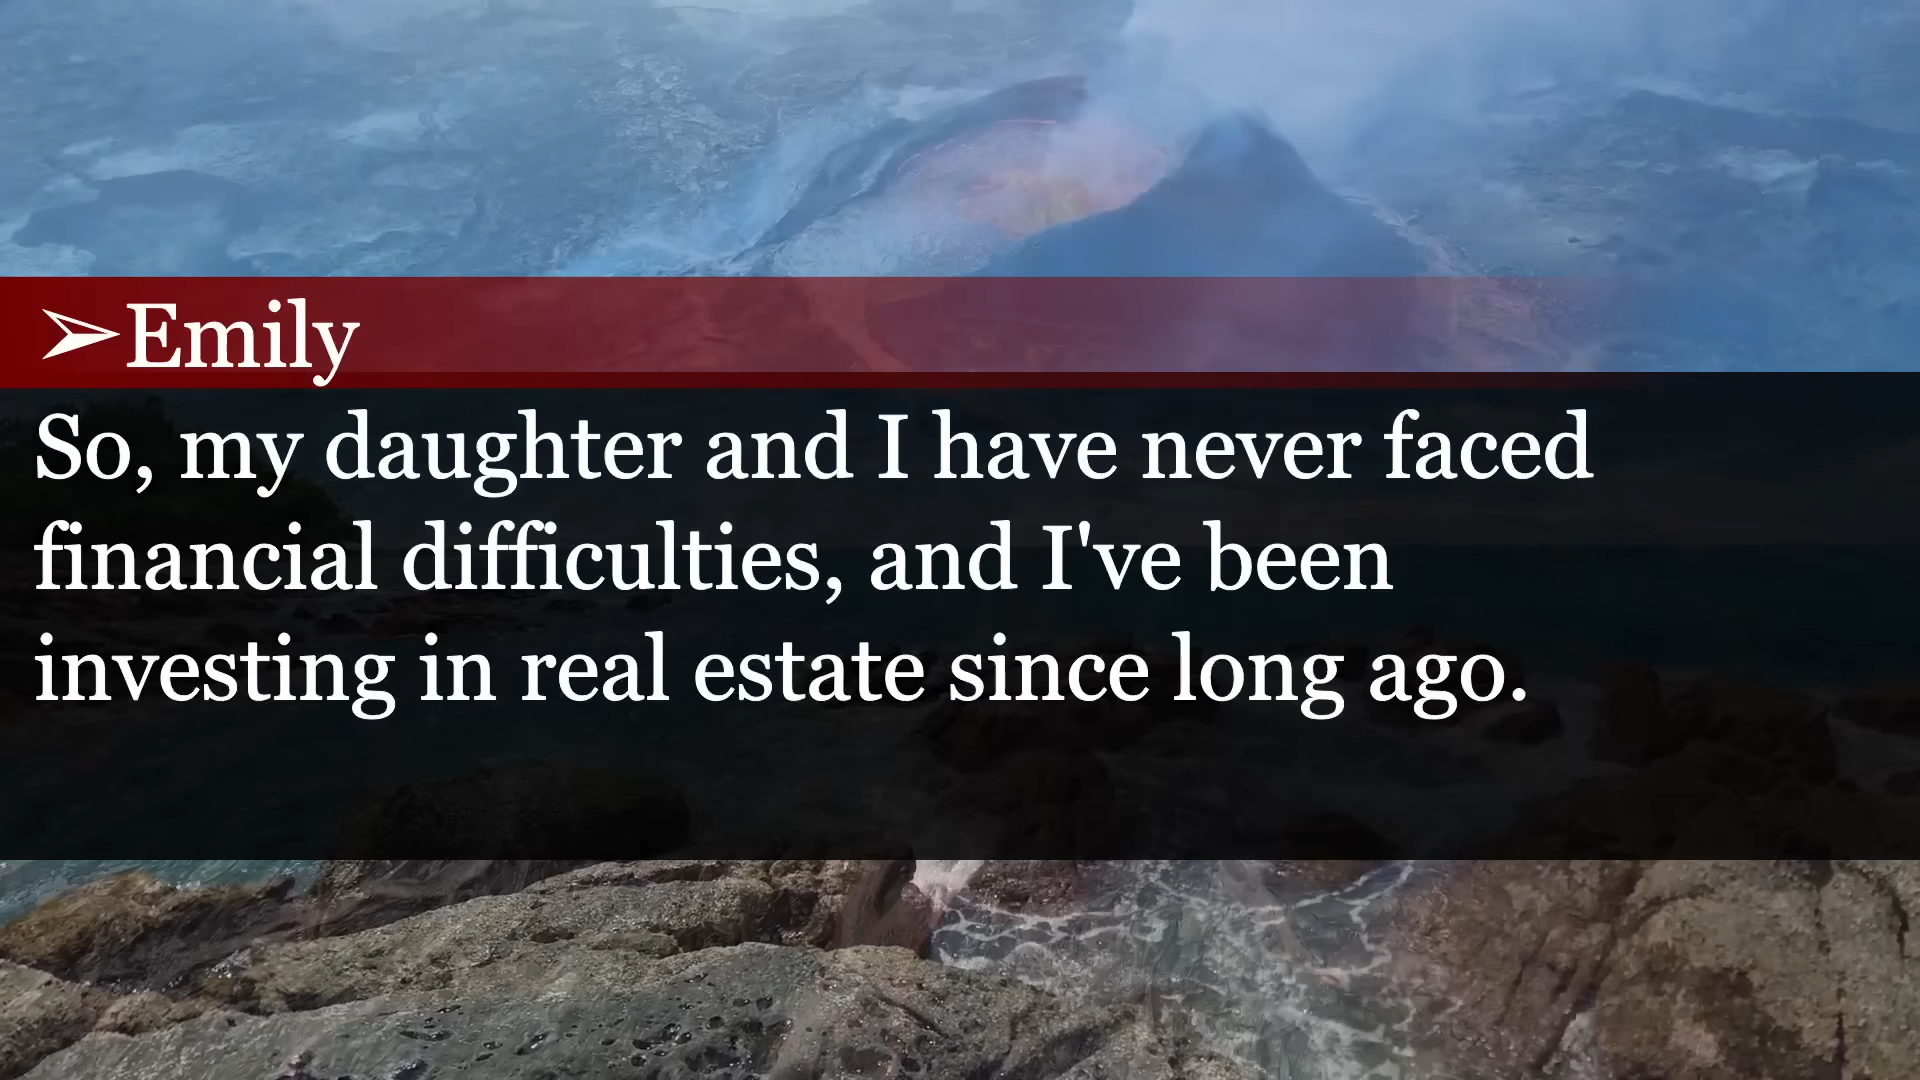 ➢Emily
So, my daughter and I have never faced
financial difficulties, and I've been
investing in real estate since long ago.